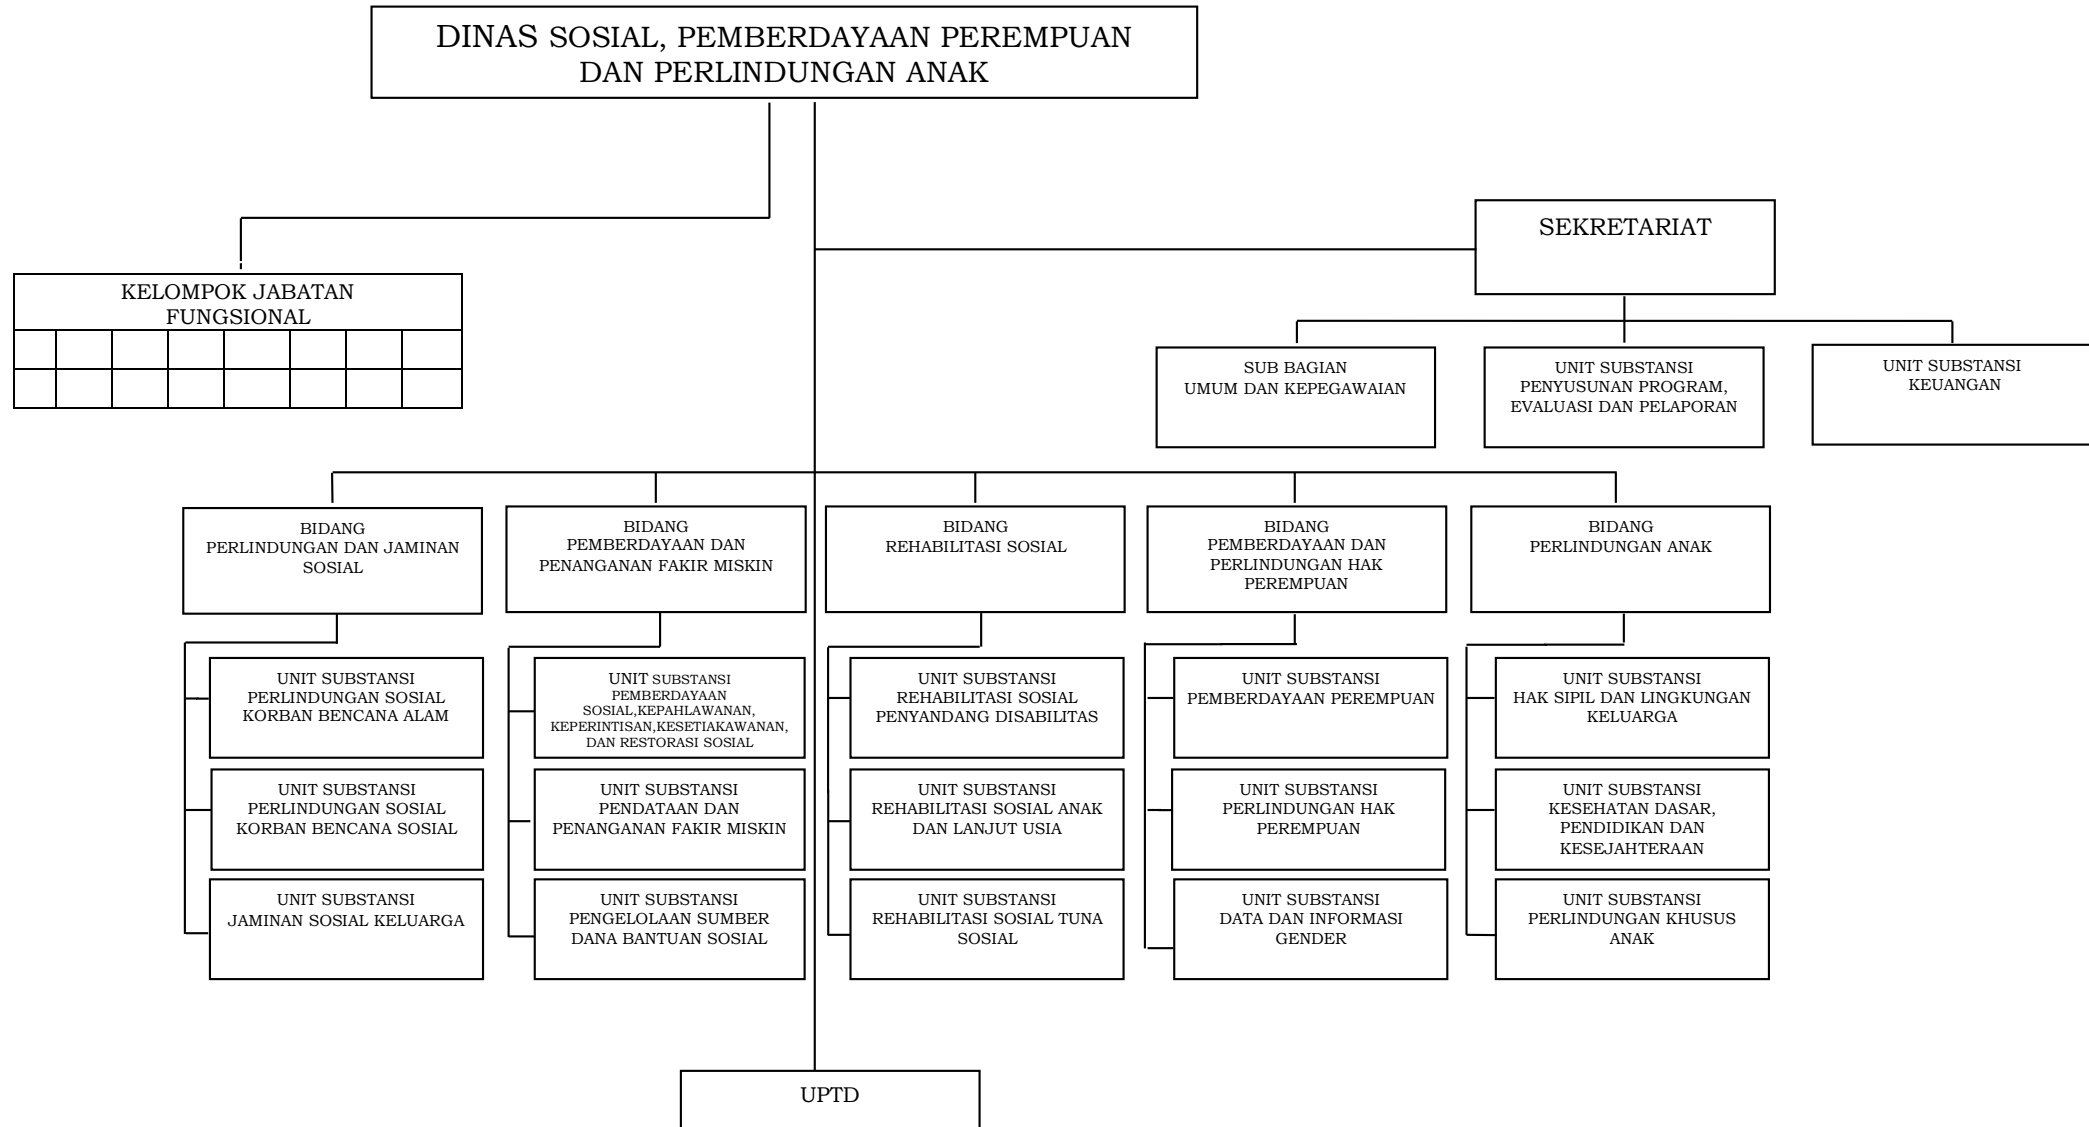 DINAS SOSIAL, PEMBERDAYAAN PEREMPUAN
DAN PERLINDUNGAN ANAK
SEKRETARIAT
KELOMPOK JABATAN
FUNGSIONAL
SUB BAGIAN
UMUM DAN KEPEGAWAIAN
UNIT SUBSTANSI
PENYUSUNAN PROGRAM,
EVALUASI DAN PELAPORAN
UNIT SUBSTANSI
KEUANGAN
BIDANG
PERLINDUNGAN DAN JAMINAN
SOSIAL
BIDANG
PEMBERDAYAAN DAN
PENANGANAN FAKIR MISKIN
BIDANG
REHABILITASI SOSIAL
BIDANG
PEMBERDAYAAN DAN
PERLINDUNGAN HAK
PEREMPUAN
BIDANG
PERLINDUNGAN ANAK
UNIT SUBSTANSI
PERLINDUNGAN SOSIAL
KORBAN BENCANA ALAM
UNIT SUBSTANSI
PEMBERDAYAAN
SOSIAL,KEPAHLAWANAN,
KEPERINTISAN,KESETIAKAWANAN,
DAN RESTORASI SOSIAL
UNIT SUBSTANSI
REHABILITASI SOSIAL
PENYANDANG DISABILITAS
UNIT SUBSTANSI
PEMBERDAYAAN PEREMPUAN
UNIT SUBSTANSI
HAK SIPIL DAN LINGKUNGAN
KELUARGA
UNIT SUBSTANSI
PERLINDUNGAN SOSIAL
KORBAN BENCANA SOSIAL
UNIT SUBSTANSI
PENDATAAN DAN
PENANGANAN FAKIR MISKIN
UNIT SUBSTANSI
REHABILITASI SOSIAL ANAK
DAN LANJUT USIA
UNIT SUBSTANSI
PERLINDUNGAN HAK
PEREMPUAN
UNIT SUBSTANSI
KESEHATAN DASAR,
PENDIDIKAN DAN
KESEJAHTERAAN
UNIT SUBSTANSI
JAMINAN SOSIAL KELUARGA
UNIT SUBSTANSI
PENGELOLAAN SUMBER
DANA BANTUAN SOSIAL
UNIT SUBSTANSI
REHABILITASI SOSIAL TUNA
SOSIAL
UNIT SUBSTANSI
DATA DAN INFORMASI
GENDER
UNIT SUBSTANSI
PERLINDUNGAN KHUSUS
ANAK
UPTD